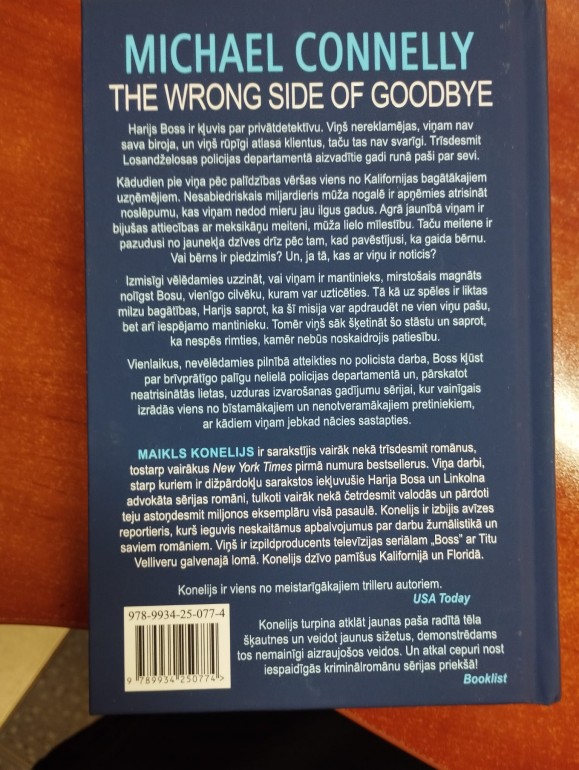 MICHAEL CONNELLY
THE WRONG SIDE OF GOODBYE
Harijs Boss ir kļuvis par privātdetektīvu. Viņš nereklamējas, viņam nav
sava biroja, un viņš rūpīgi atlasa klientus, taču tas nav svarīgi. Trīsdesmit
Losandželosas policijas departamentā aizvadītie gadi runā paši par sevi.
Kādudien pie viņa pēc palīdzības vēršas viens no Kalifornijas bagātākajiem
uzņēmējiem. Nesabiedriskais miljardieris mūža nogalē ir apņēmies atrisināt
noslēpumu, kas viņam nedod mieru jau ilgus gadus. Agrā jaunībā viņam ir
bijušas attiecības ar meksikāņu meiteni, mūža lielo mīlestību. Taču meitene ir
pazudusi no jaunekļa dzīves drīz pēc tam, kad pavēstījusi, ka gaida bērnu.
Vai bērns ir piedzimis? Un, ja tā, kas ar viņu ir noticis?
Izmisīgi vēlēdamies uzzināt, vai viņam ir mantinieks, mirstošais magnāts
nolīgst Bosu, vienīgo cilvēku, kuram var uzticēties. Tā kā uz spēles ir liktas
milzu bagātības, Harijs saprot, ka šī misija var apdraudēt ne vien viņu pašu,
bet arī iespējamo mantinieku. Tomēr viņš sāk šķetināt šo stāstu un saprot,
ka nespēs rimties, kamēr nebūs noskaidrojis patiesību.
Vienlaikus, nevēlēdamies pilnībā atteikties no policista darba, Boss kļūst
par brīvprātīgo palīgu nelielā policijas departamentā un, pārskatot
neatrisinātās lietas, uzduras izvarošanas gadījumu sērijai, kur vainīgais
izrādās viens no bīstamākajiem un nenotveramākajiem pretiniekiem,
ar kādiem viņam jebkad nācies sastapties.
MAIKLS KONELIJS ir sarakstījis vairāk nekā trīsdesmit romānus,
tostarp vairākus New York Times pirmā numura bestsellerus. Viņa darbi,
starp kuriem ir dižpārdokļu sarakstos iekļuvušie Harija Bosa un Linkolna
advokāta sērijas romāni, tulkoti vairāk nekā četrdesmit valodās un pārdoti
teju astoņdesmit miljonos eksemplāru visā pasaulē. Konelijs ir izbijis avīzes
reportieris, kurš ieguvis neskaitāmus apbalvojumus par darbu žurnālistikā un
saviem romāniem. Viņš ir izpildproducents televīzijas seriālam „Boss” ar Titu
Velliveru galvenajā lomā. Konelijs dzīvo pamīšus Kalifornijā un Floridā.
Konelijs ir viens no meistarīgākajiem trilleru autoriem.
USA Today
978-9934-25-077-4
9 789934 250774 >
Konelijs turpina atklāt jaunas paša radītā tēla
šķautnes un veidot jaunus sižetus, demonstrēdams
tos nemainīgi aizraujošos veidos. Un atkal cepuri nost
iespaidīgās kriminālromānu sērijas priekšā!
Booklist